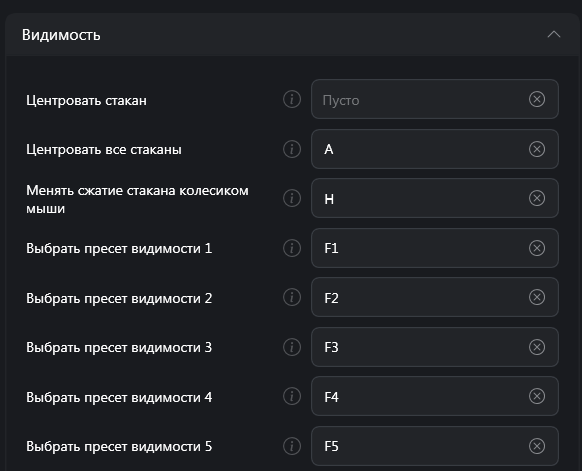 Видимость
Центровать стакан
Пусто
Центровать все стаканы
A
Менять сжатие стакана колесиком
мыши
H
Выбрать пресет видимости 1
F1
Выбрать пресет видимости 2
F2
Выбрать пресет видимости 3
F3
Выбрать пресет видимости 4
F4
Выбрать пресет видимости 5
F5